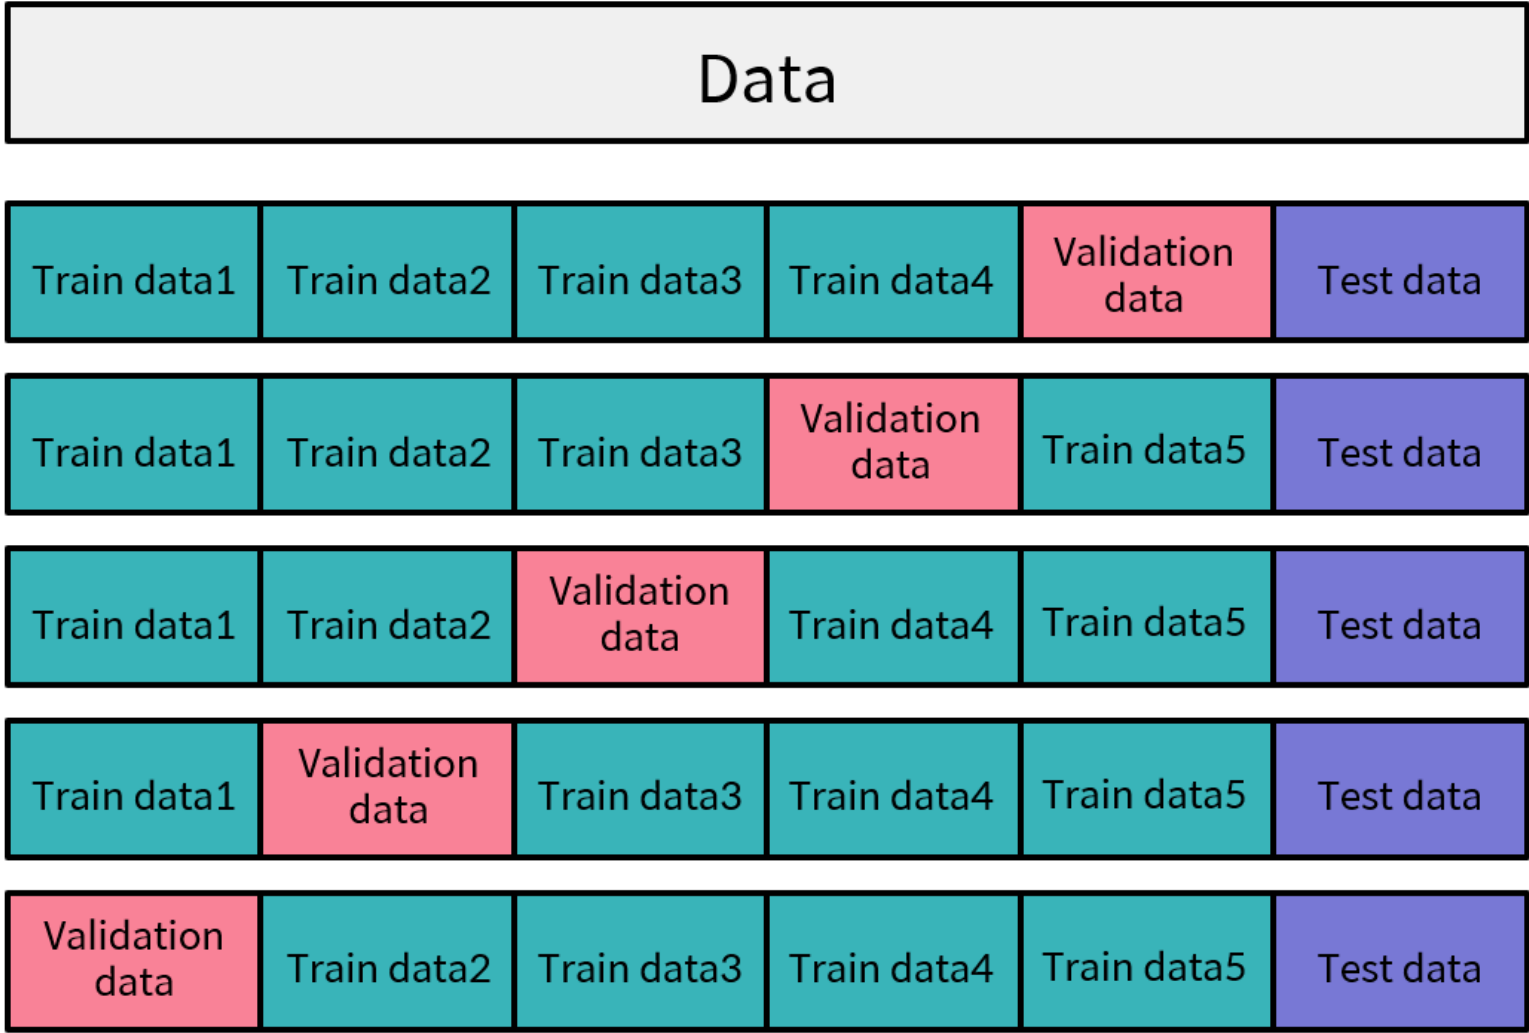 Data
Train data1 Train data2 Train data3 Train data4 Validation data Test data
Train data1 Train data2 Train data3 Validation data Train data5 Test data
Train data1 Train data2 Validation data Train data4 Train data5 Test data
Train data1 Validation data Train data3 Train data4 Train data5 Test data
Validation data Train data2 Train data3 Train data4 Train data5 Test data